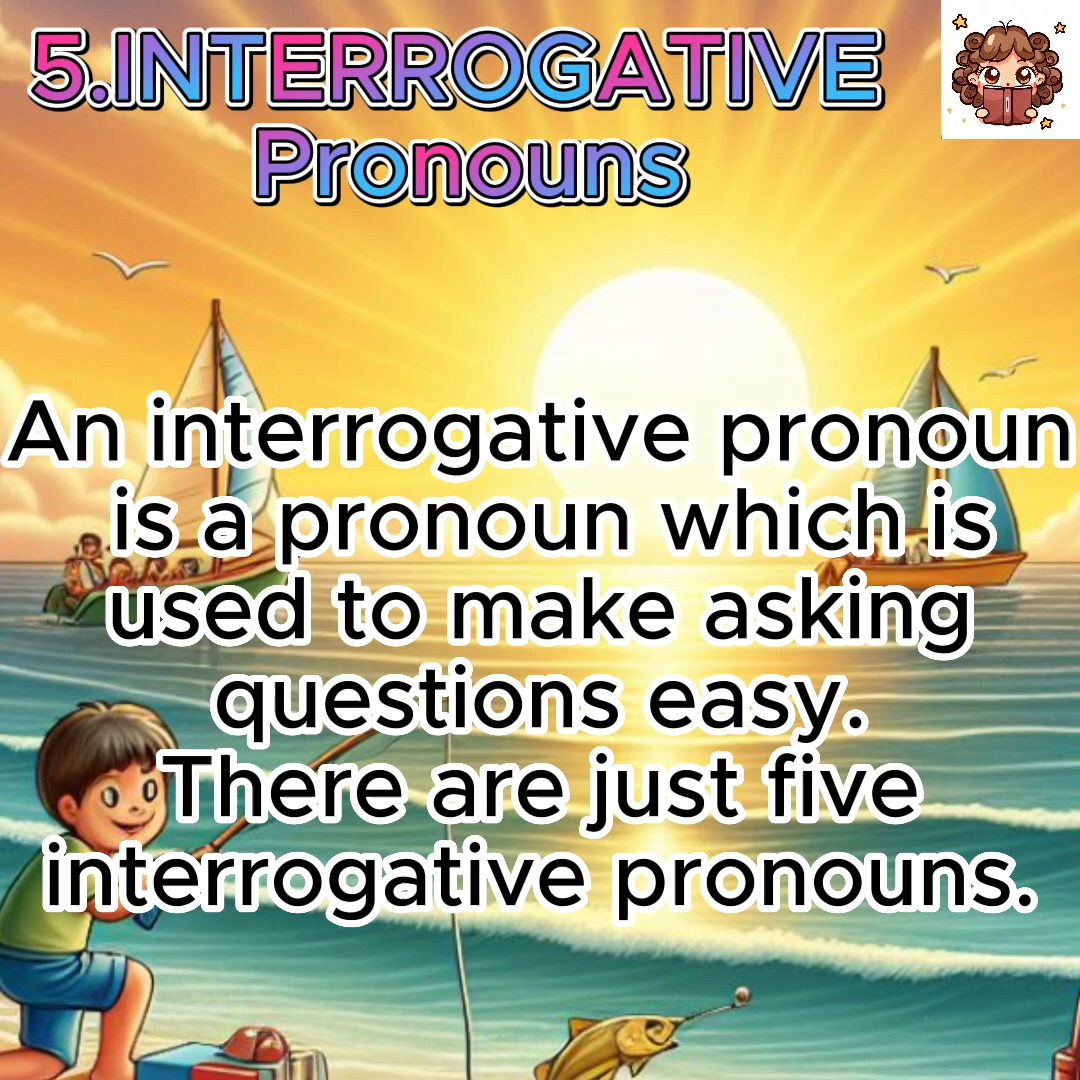 5.INTERROGATIVE
Pronouns
An interrogative pronoun
is a pronoun which is
used to make asking
questions easy.
There are just five
interrogative pronouns.